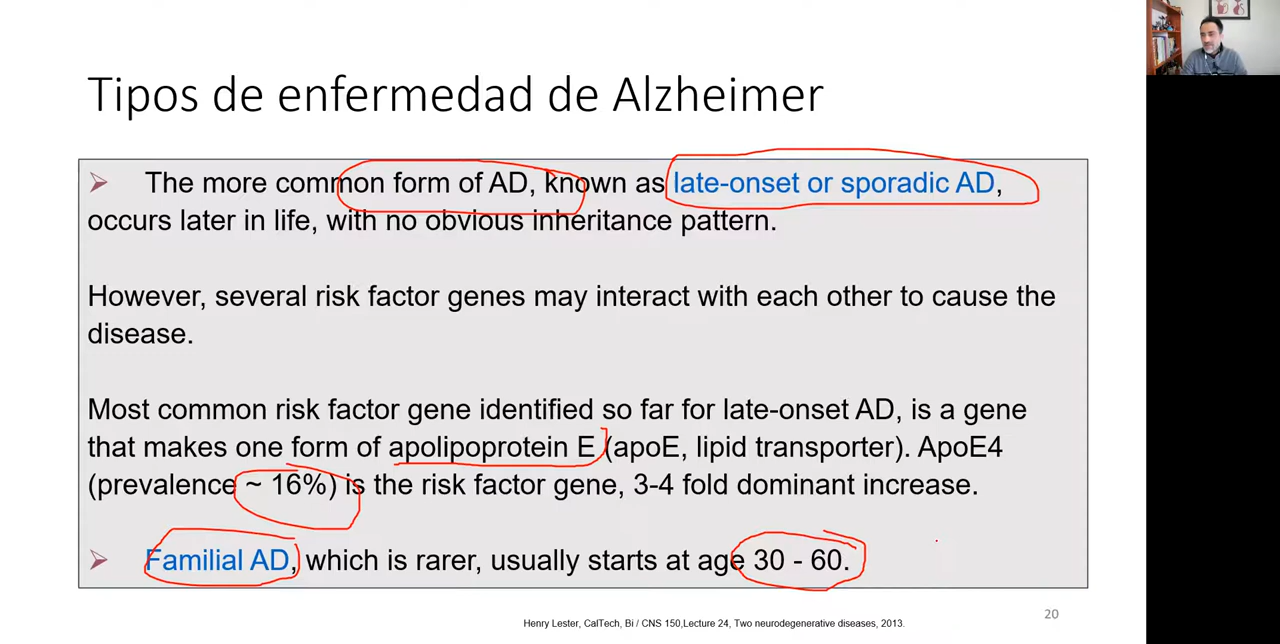 Tipos de enfermedad de Alzheimer
➢ The more common form of AD, known as late-onset or sporadic AD,
occurs later in life, with no obvious inheritance pattern.
However, several risk factor genes may interact with each other to cause the
disease.
Most common risk factor gene identified so far for late-onset AD, is a gene
that makes one form of apolipoprotein E (apoE, lipid transporter). ApoE4
(prevalence ~ 16%) is the risk factor gene, 3-4 fold dominant increase.
➢ Familial AD, which is rarer, usually starts at age 30 - 60.
20
Henry Lester, CalTech, Bi / CNS 150,Lecture 24, Two neurodegenerative diseases, 2013.